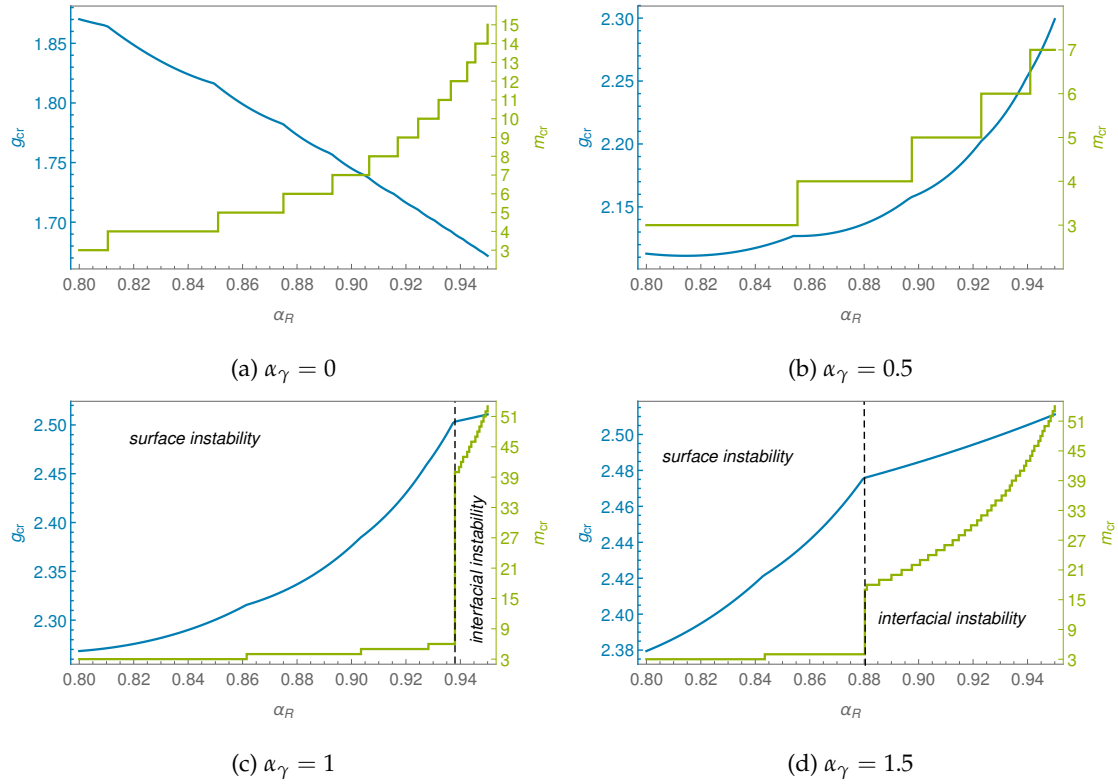 1.85
1.80
1.75
1.70
g_cr
15
14
13
12
11
10
9
8
7
6
5
4
3
m_cr
0.80 0.82 0.84 0.86 0.88 0.90 0.92 0.94
α_R
(a) α_γ = 0
2.30
2.25
2.20
2.15
g_cr
7
6
5
4
3
m_cr
0.80 0.82 0.84 0.86 0.88 0.90 0.92 0.94
α_R
(b) α_γ = 0.5
2.50
2.45
2.40
2.35
2.30
g_cr
surface instability
interfacial instability
51
45
39
33
27
21
15
9
3
m_cr
0.80 0.82 0.84 0.86 0.88 0.90 0.92 0.94
α_R
(c) α_γ = 1
2.50
2.48
2.46
2.44
2.42
2.40
2.38
g_cr
surface instability
interfacial instability
51
45
39
33
27
21
15
9
3
m_cr
0.80 0.82 0.84 0.86 0.88 0.90 0.92 0.94
α_R
(d) α_γ = 1.5